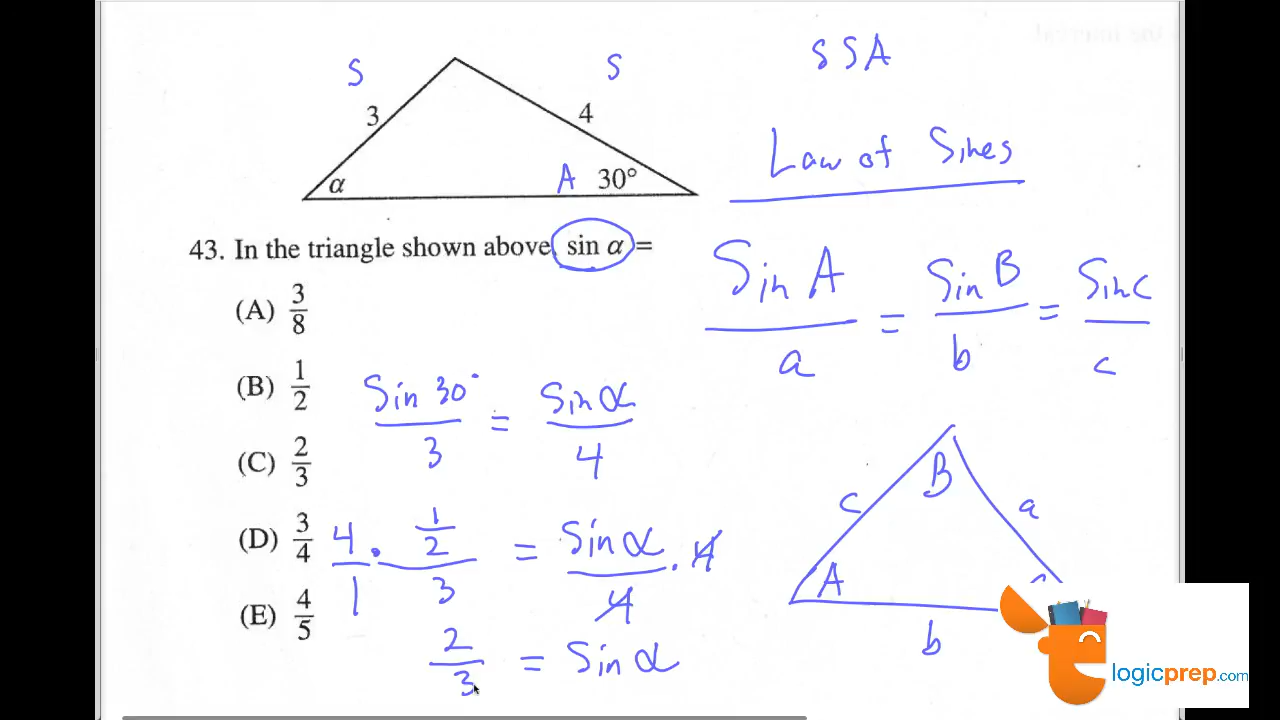 S
S
3
4
α
A 30°
SSA
Law of Sines
43. In the triangle shown above, sin α =
(A) 3/8
(B) 1/2
(C) 2/3
(D) 3/4
(E) 4/5
Sin A / a = Sin B / b = Sin C / c
Sin 30° / 3 = Sin α / 4
4/1 · 1/2 / 3 = Sin α / 4 · 4
2/3 = Sin α
B
c
a
A
b
logicprep.com